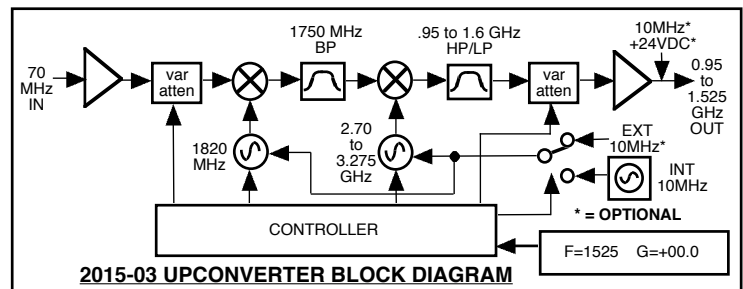 70
MHz
IN
var
atten
1750 MHz
BP
.95 to 1.6 GHz
HP/LP
var
atten
10MHz*
+24VDC*
0.95
to
1.525
GHz
OUT
1820
MHz
2.70
to
3.275
GHz
EXT
10MHz*
INT
10MHz
* = OPTIONAL
CONTROLLER
F=1525 G=+00.0
2015-03 UPCONVERTER BLOCK DIAGRAM